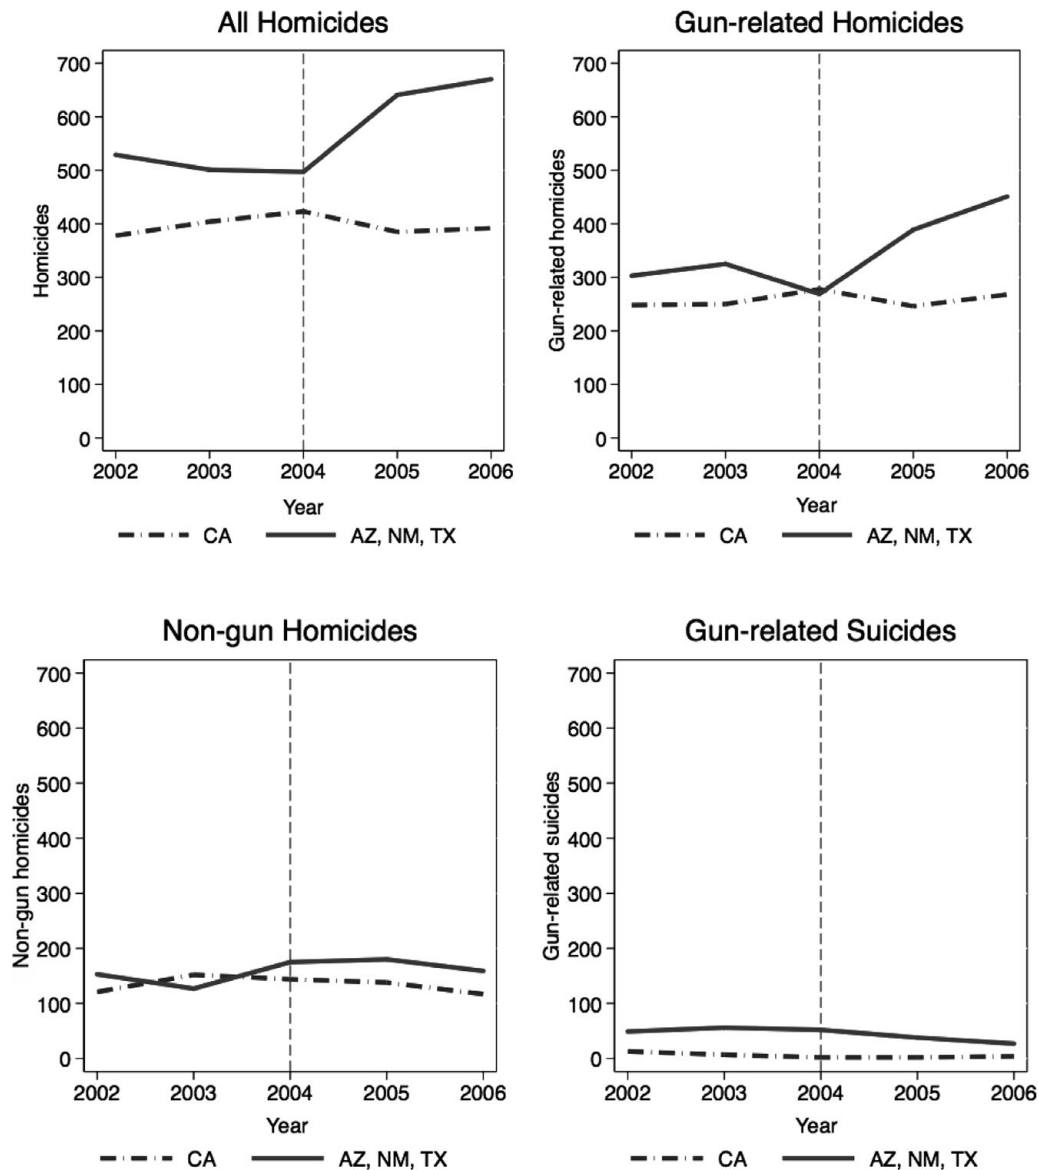 All Homicides
700
600
500
400
300
200
100
0
Homicides
2002 2003 2004 2005 2006
Year
CA AZ, NM, TX
Gun-related Homicides
700
600
500
400
300
200
100
0
Gun-related homicides
2002 2003 2004 2005 2006
Year
CA AZ, NM, TX
Non-gun Homicides
700
600
500
400
300
200
100
0
Non-gun homicides
2002 2003 2004 2005 2006
Year
CA AZ, NM, TX
Gun-related Suicides
700
600
500
400
300
200
100
0
Gun-related suicides
2002 2003 2004 2005 2006
Year
CA AZ, NM, TX